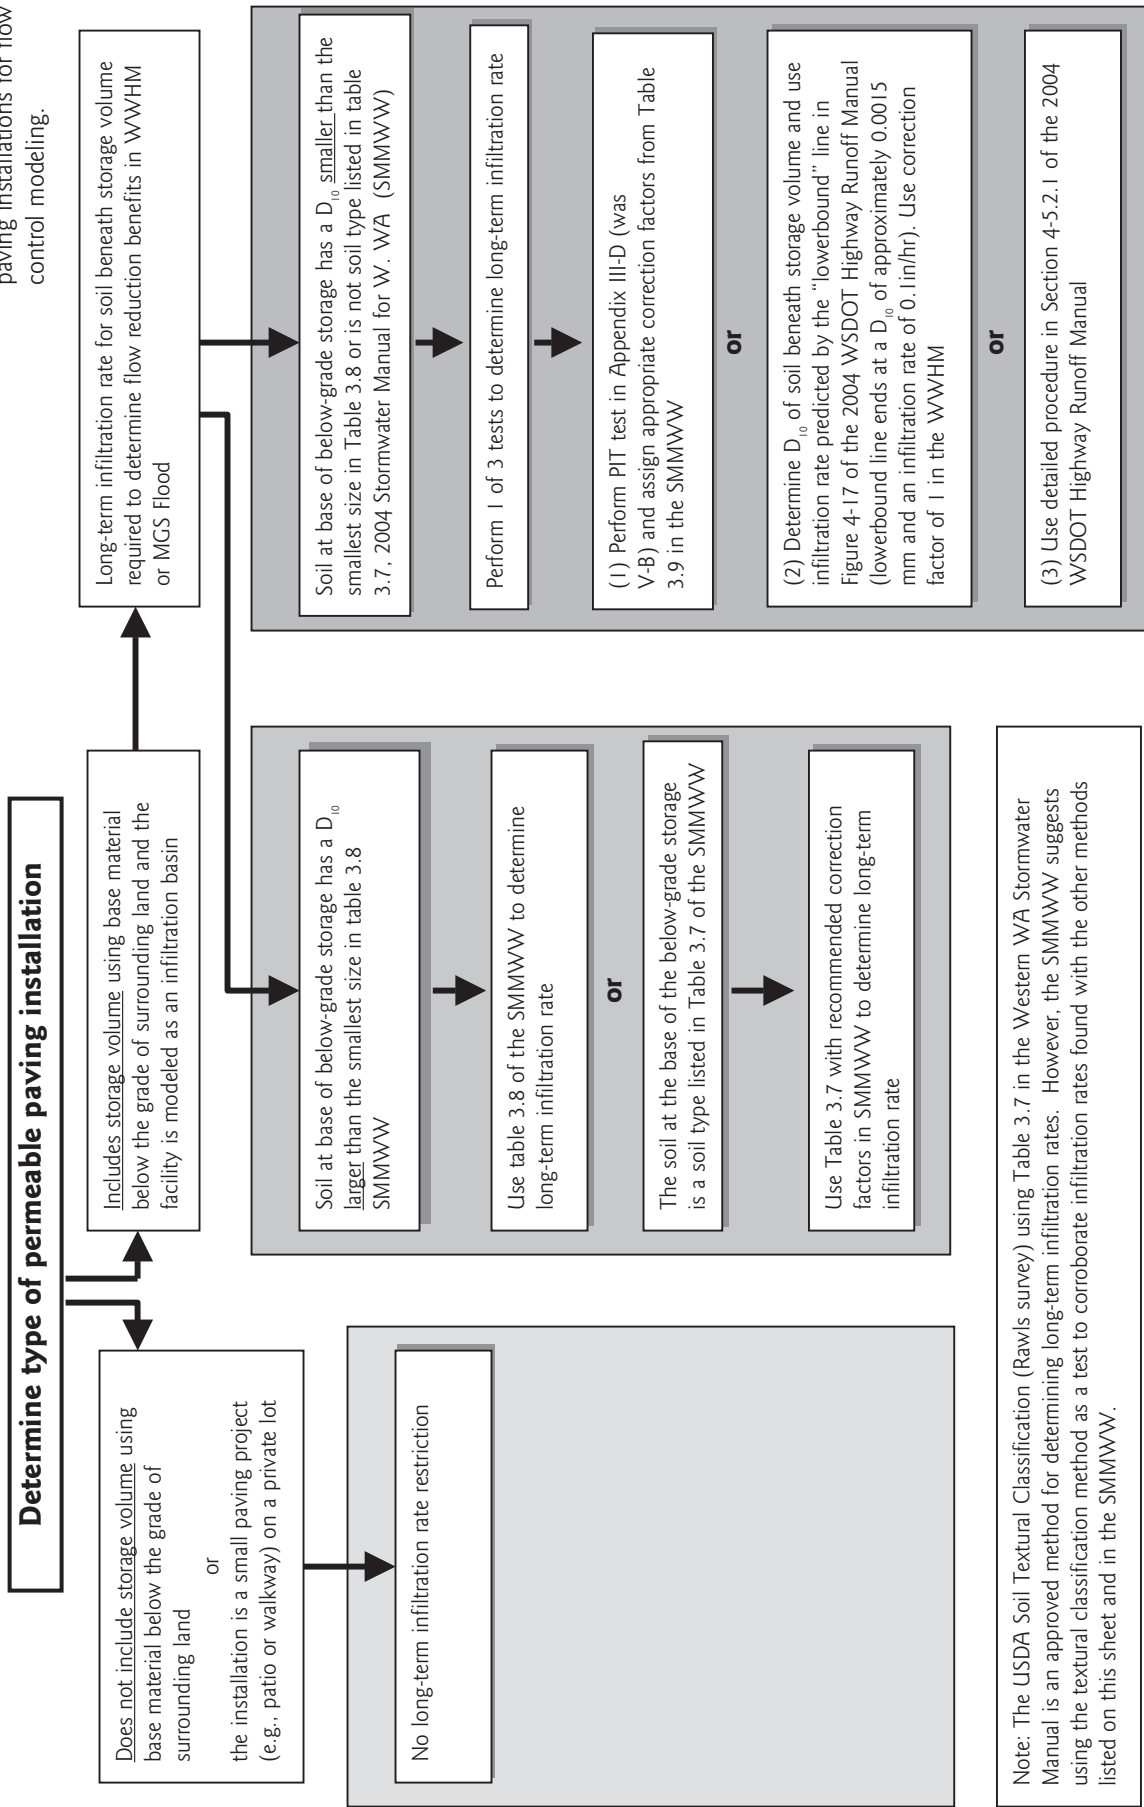 paving installations for flow
control modeling.
Determine type of permeable paving installation
Does not include storage volume using
base material below the grade of
surrounding land
or
the installation is a small paving project
(e.g., patio or walkway) on a private lot
No long-term infiltration rate restriction
Includes storage volume using base material
below the grade of surrounding land and the
facility is modeled as an infiltration basin
Long-term infiltration rate for soil beneath storage volume
required to determine flow reduction benefits in WWHM
or MGS Flood
Soil at base of below-grade storage has a D10
larger than the smallest size in table 3.8
SMMWW
Use table 3.8 of the SMMWW to determine
long-term infiltration rate
or
The soil at the base of the below-grade storage
is a soil type listed in Table 3.7 of the SMMWW
Use Table 3.7 with recommended correction
factors in SMMWW to determine long-term
infiltration rate
Soil at base of below-grade storage has a D10 smaller than the
smallest size in Table 3.8 or is not soil type listed in table
3.7, 2004 Stormwater Manual for W. WA (SMMWW)
Perform 1 of 3 tests to determine long-term infiltration rate
(1) Perform PIT test in Appendix III-D (was
V-B) and assign appropriate correction factors from Table
3.9 in the SMMWW
or
(2) Determine D10 of soil beneath storage volume and use
infiltration rate predicted by the “lowerbound” line in
Figure 4-17 of the 2004 WSDOT Highway Runoff Manual
(lowerbound line ends at a D10 of approximately 0.0015
mm and an infiltration rate of 0.1in/hr). Use correction
factor of 1 in the WWHM
or
(3) Use detailed procedure in Section 4-5.2.1 of the 2004
WSDOT Highway Runoff Manual
Note: The USDA Soil Textural Classification (Rawls survey) using Table 3.7 in the Western WA Stormwater
Manual is an approved method for determining long-term infiltration rates. However, the SMMWW suggests
using the textural classification method as a test to corroborate infiltration rates found with the other methods
listed on this sheet and in the SMMWW.